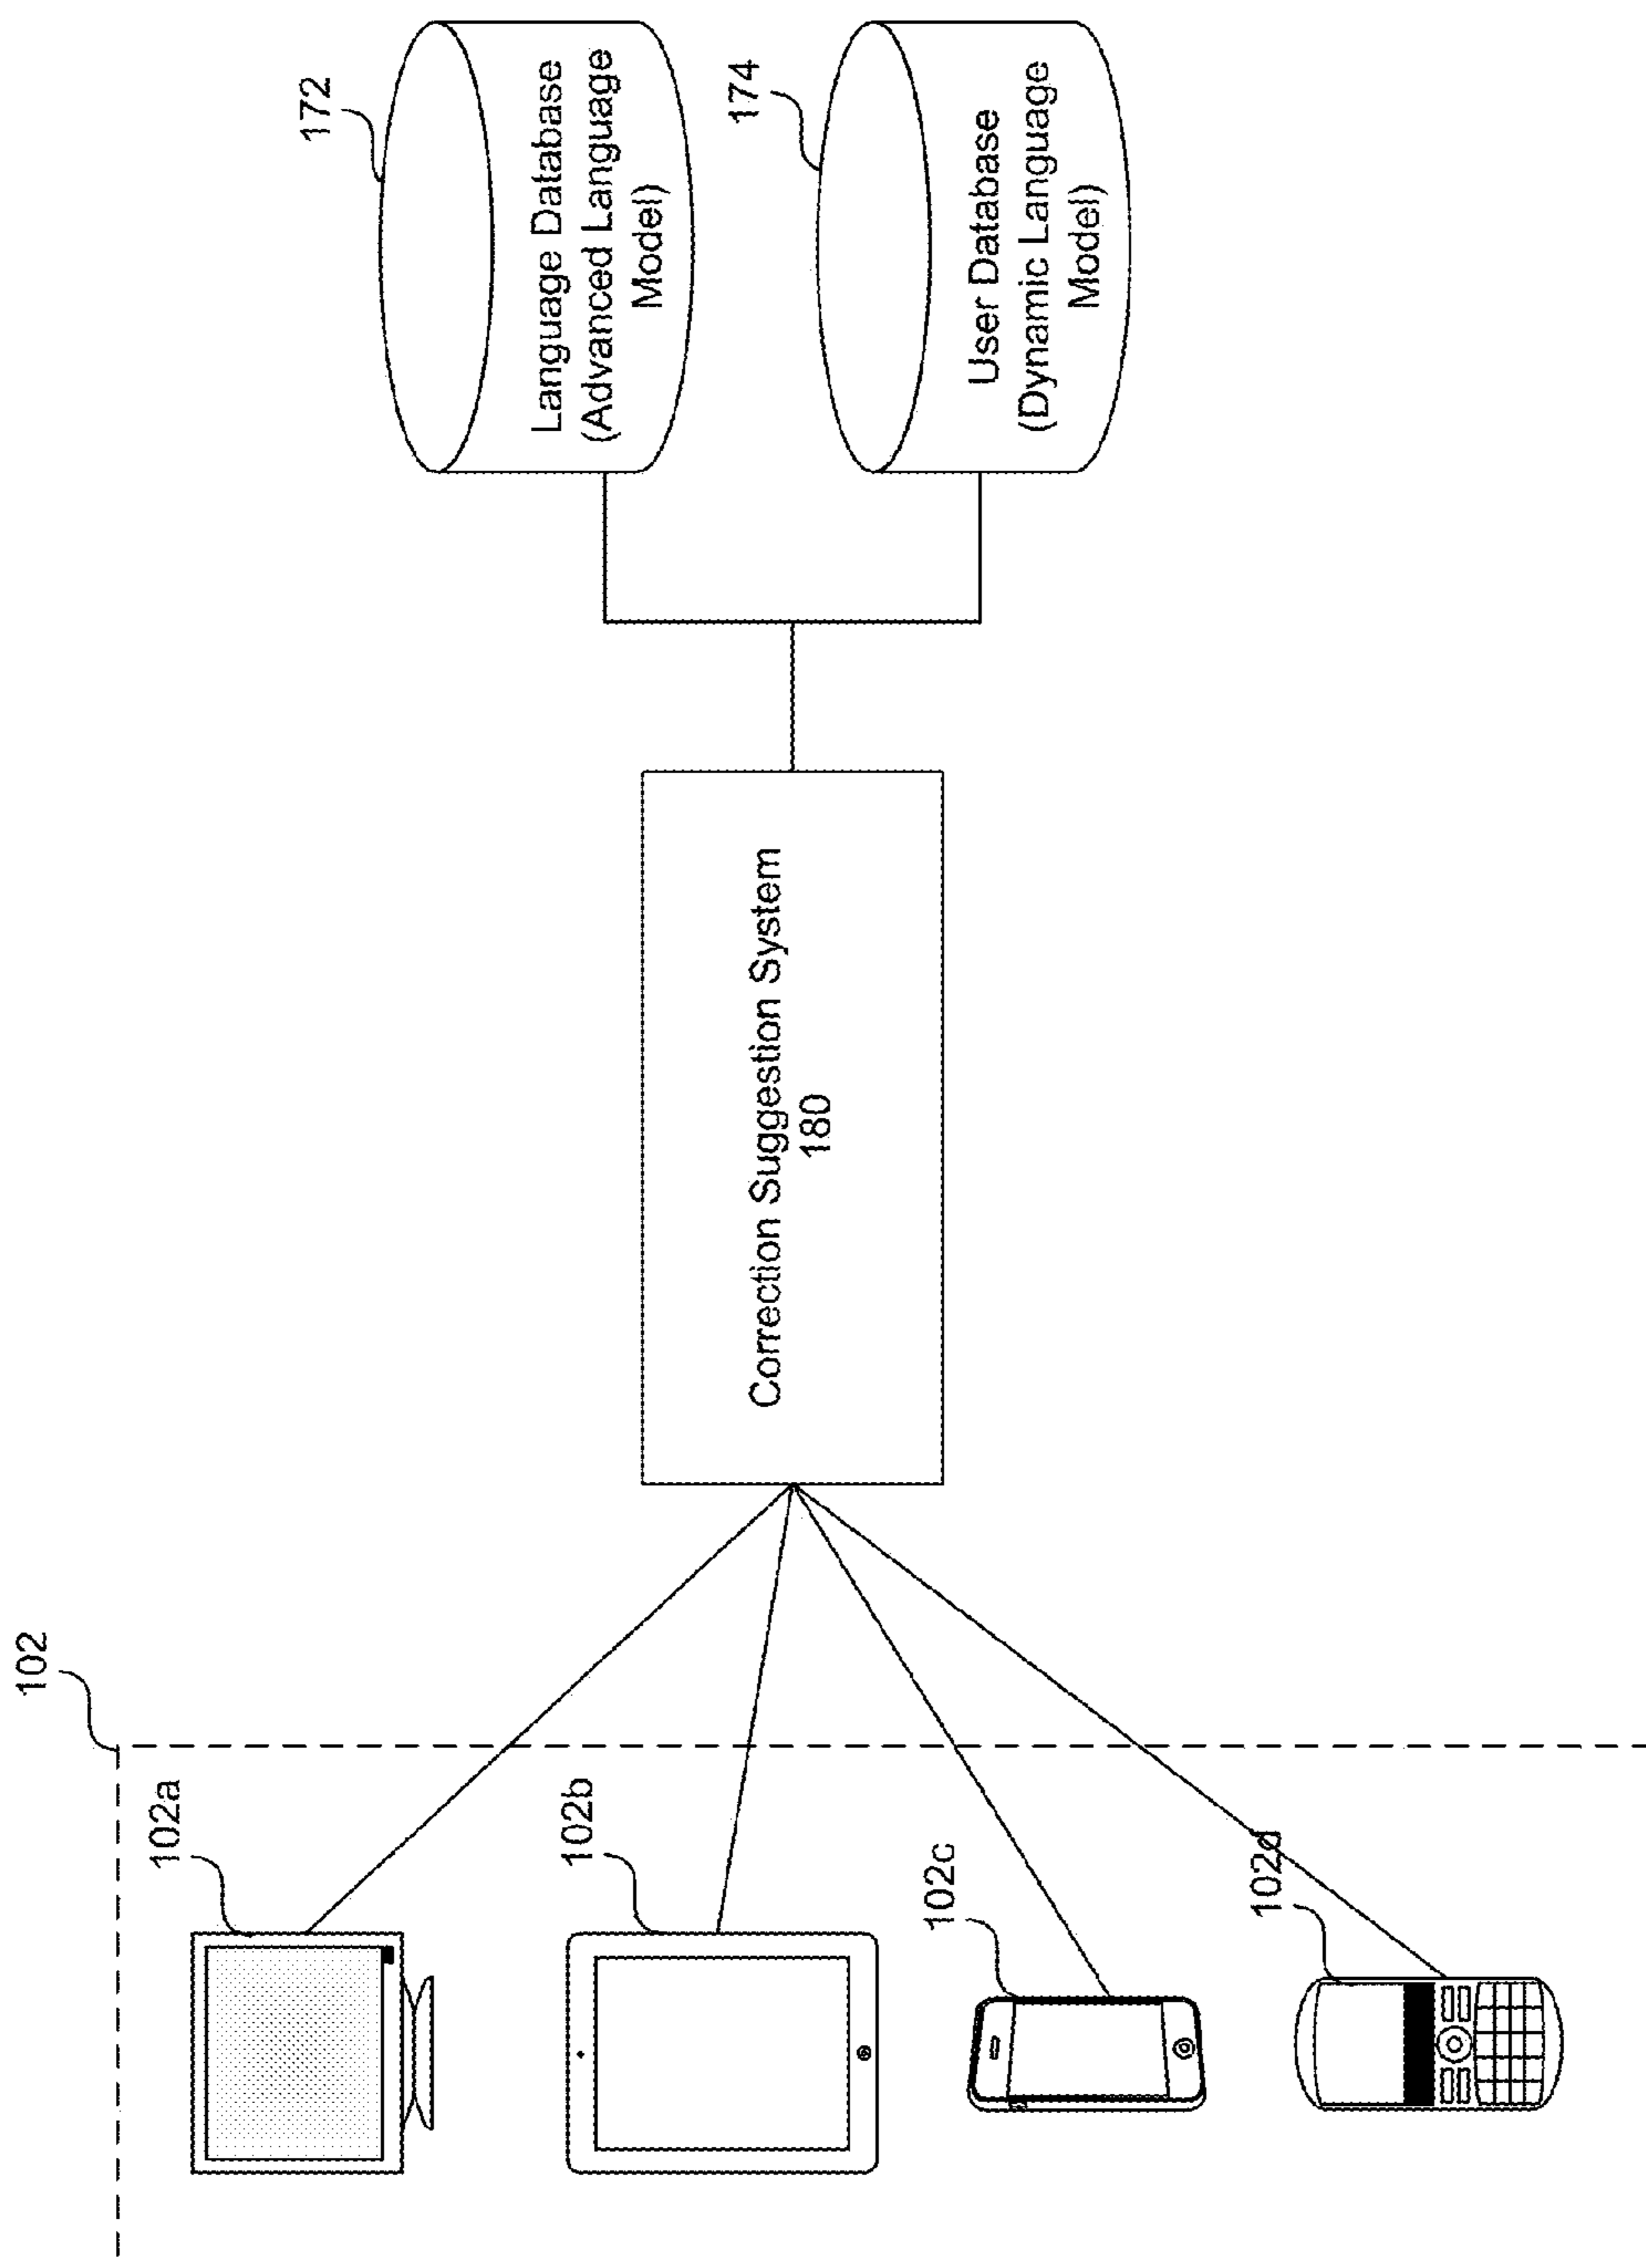 102
102a
102b
102c
102d
Correction Suggestion System
180
172
Language Database
(Advanced Language
Model)
174
User Database
(Dynamic Language
Model)